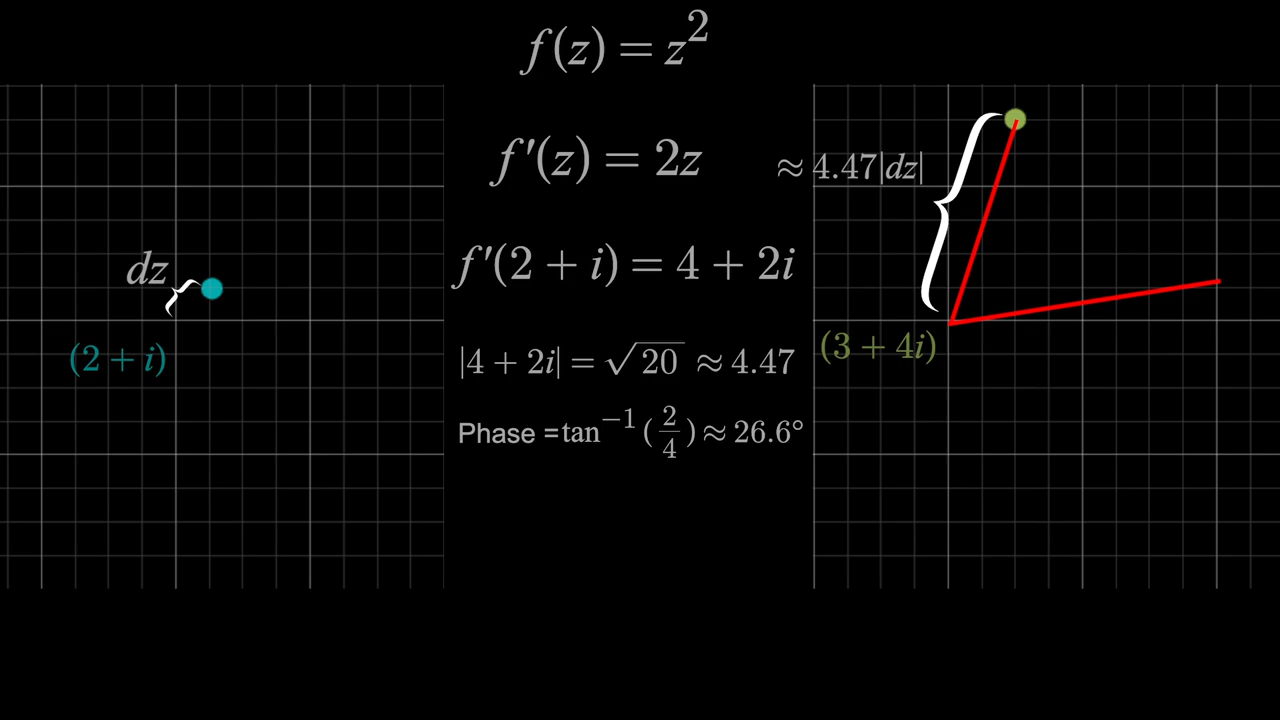 f(z) = z²
f'(z) = 2z
≈ 4.47|dz|
dz
f'(2 + i) = 4 + 2i
(2 + i)
|4 + 2i| = √20 ≈ 4.47
(3 + 4i)
Phase = tan⁻¹(2/4) ≈ 26.6°